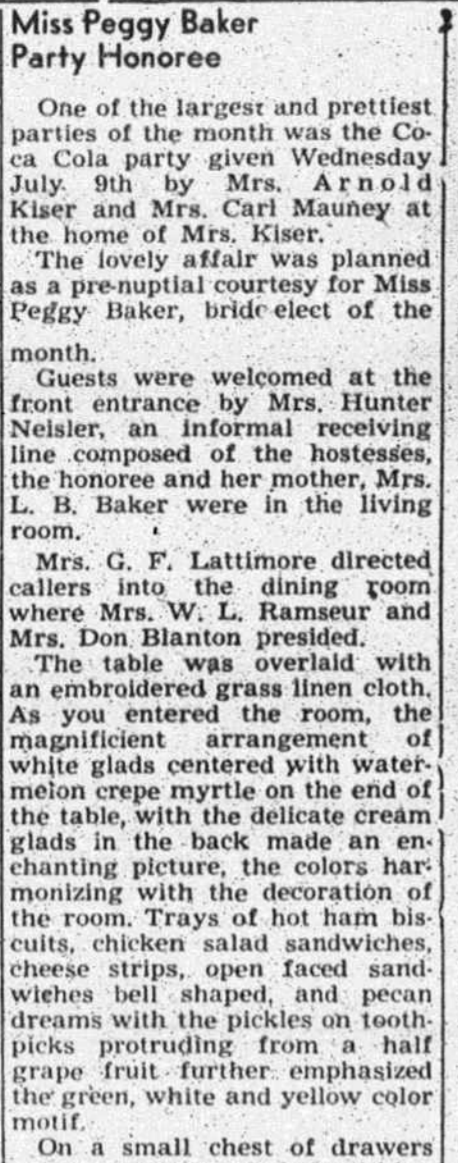 Miss Peggy Baker
Party Honoree
One of the largest and prettiest
parties of the month was the Co-
ca Cola party given Wednesday
July 9th by Mrs. Arnold
Kiser and Mrs. Carl Mauney at
the home of Mrs. Kiser.
The lovely affair was planned
as a pre-nuptial courtesy for Miss
Peggy Baker, bride elect of the
month.
Guests were welcomed at the
front entrance by Mrs. Hunter
Neisler, an informal receiving
line composed of the hostesses,
the honoree and her mother, Mrs.
L. B. Baker were in the living
room.
Mrs. G. F. Lattimore directed
callers into the dining room
where Mrs. W. L. Ramseur and
Mrs. Don Blanton presided.
The table was overlaid with
an embroidered grass linen cloth.
As you entered the room, the
magnificient arrangement of
white glads centered with water-
melon crepe myrtle on the end of
the table, with the delicate cream
glads in the back made an en-
chanting picture, the colors har-
monizing with the decoration of
the room. Trays of hot ham bis-
cuits, chicken salad sandwiches,
cheese strips, open faced sand-
wiches bell shaped, and pecan
dreams with the pickles on tooth-
picks protruding from a half
grape fruit further emphasized
the green, white and yellow color
motif.
On a small chest of drawers